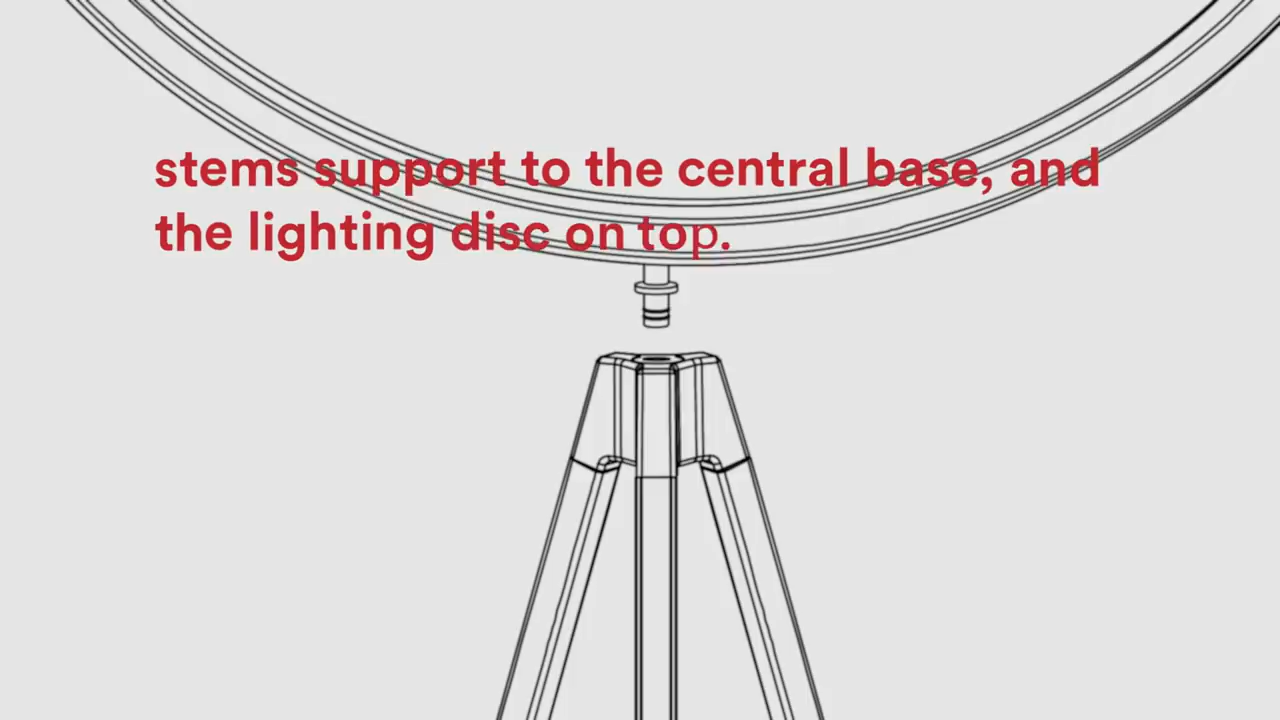 stems support to the central base, and
the lighting disc on top.